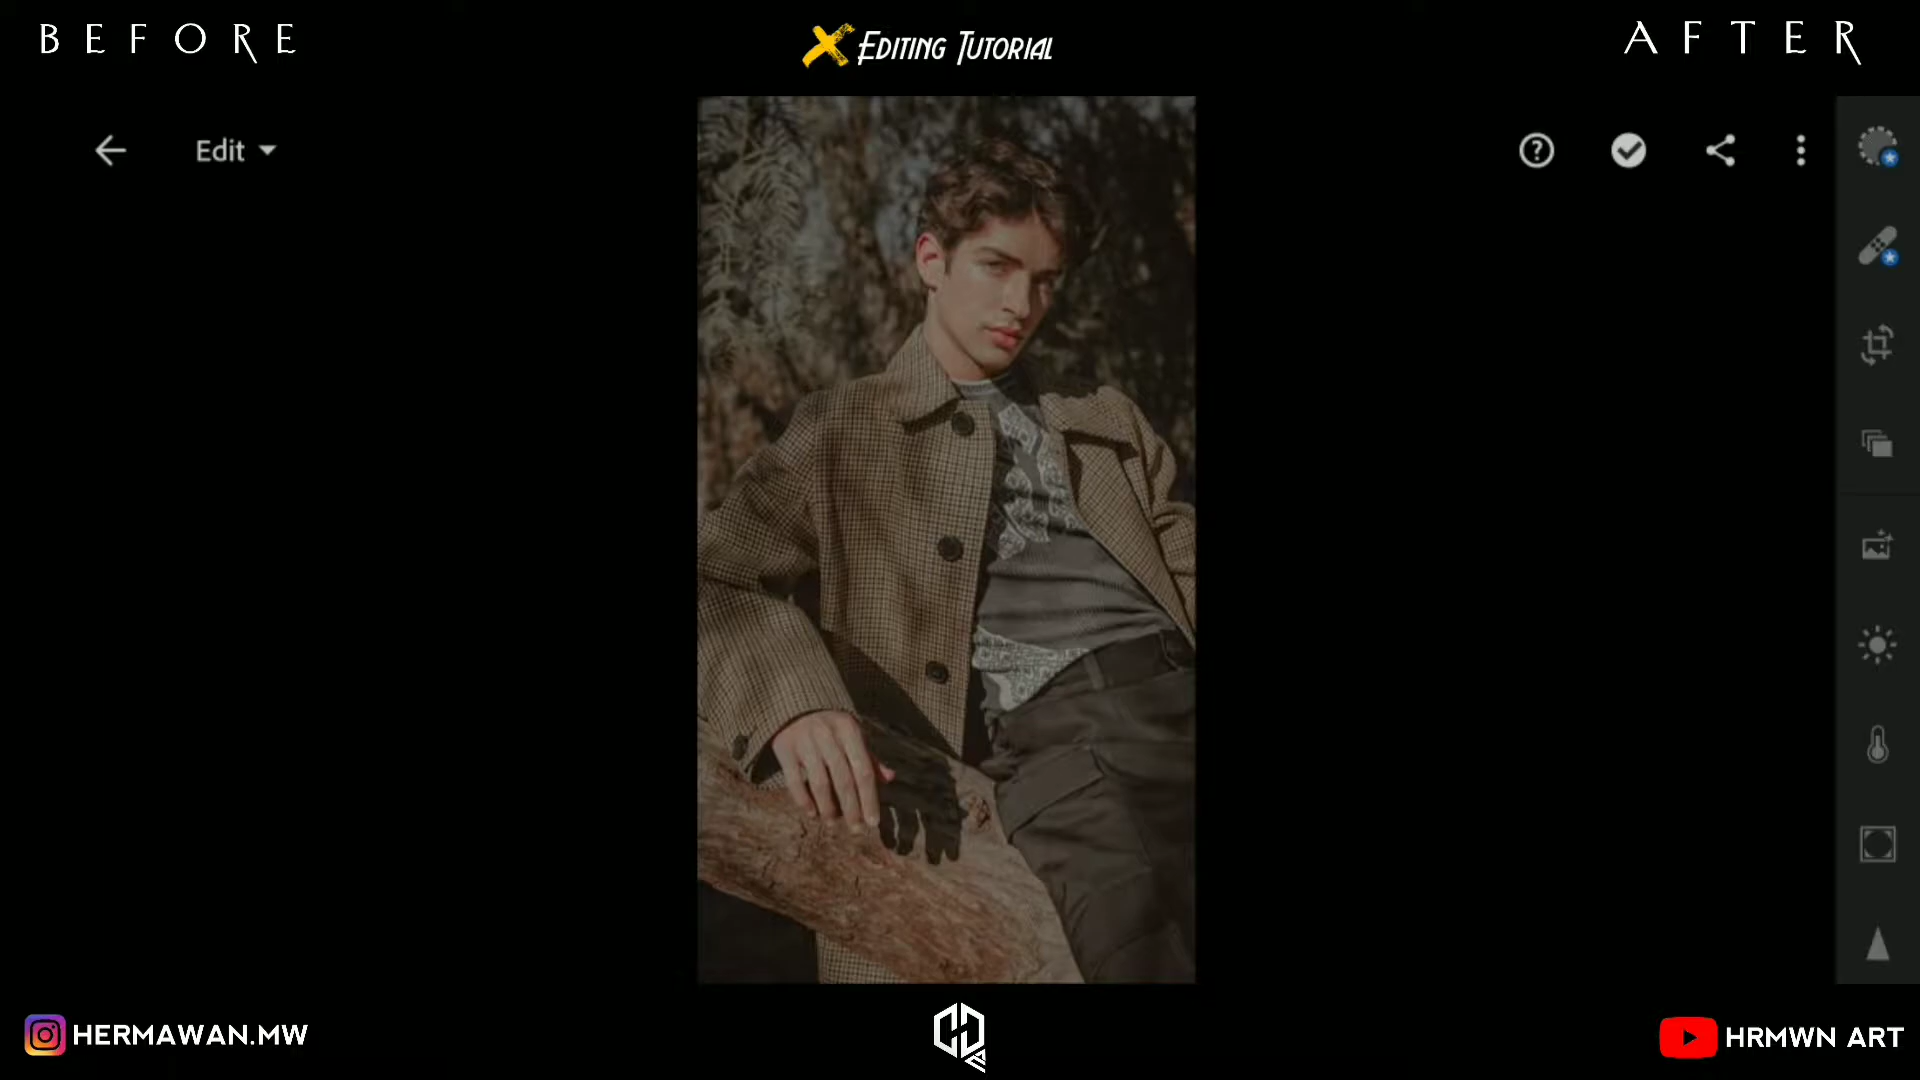 BEFORE
Editing Tutorial
AFTER
Edit
HERMAWAN.MW
HRMWN ART